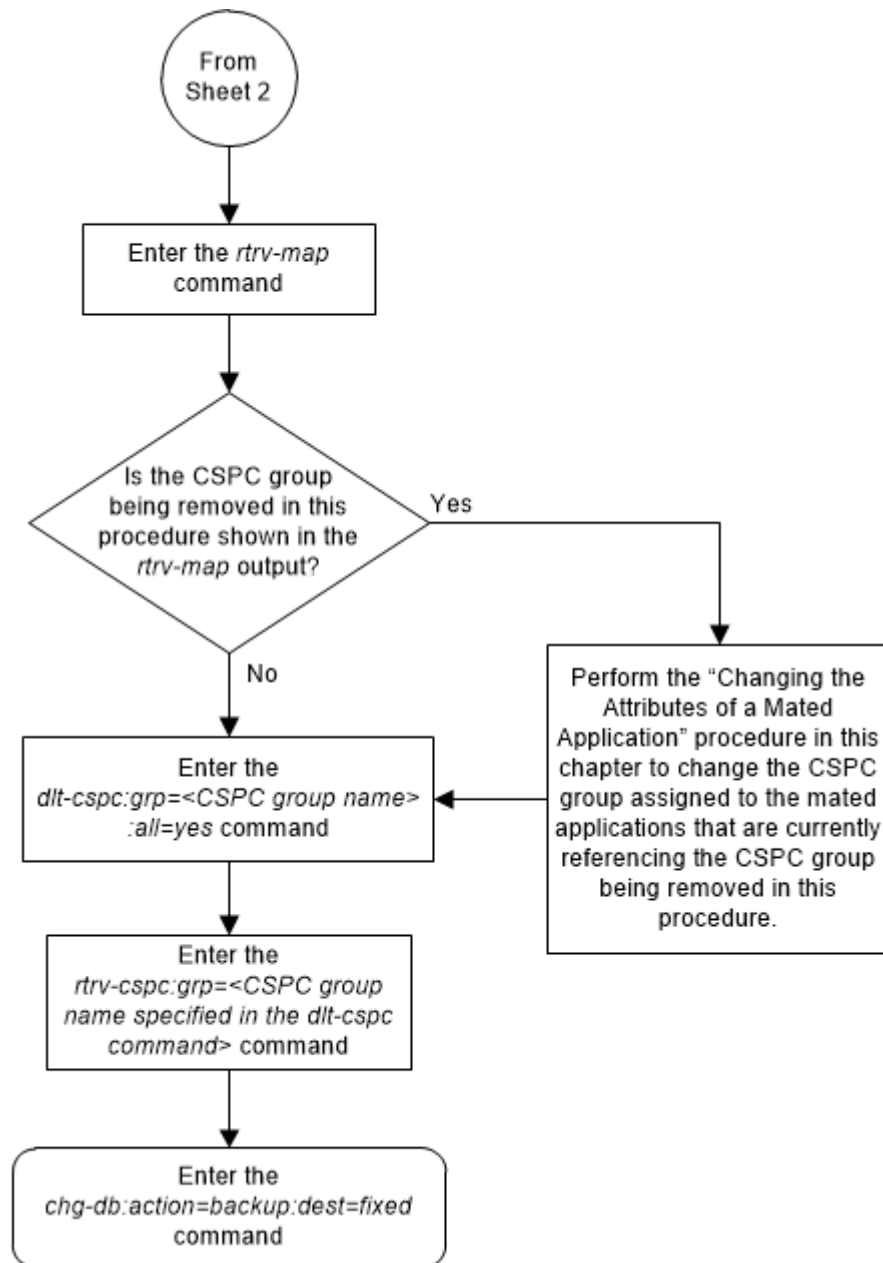 From
Sheet 2
Enter the rtrv-map
command
Is the CSPC group
being removed in this
procedure shown in the
rtrv-map output?
Yes
No
Perform the “Changing the
Attributes of a Mated
Application” procedure in this
chapter to change the CSPC
group assigned to the mated
applications that are currently
referencing the CSPC group
being removed in this
procedure.
Enter the
dlt-cspc:grp=<CSPC group name>
:all=yes command
Enter the
rtrv-cspc:grp=<CSPC group
name specified in the dlt-cspc
command> command
Enter the
chg-db:action=backup:dest=fixed
command